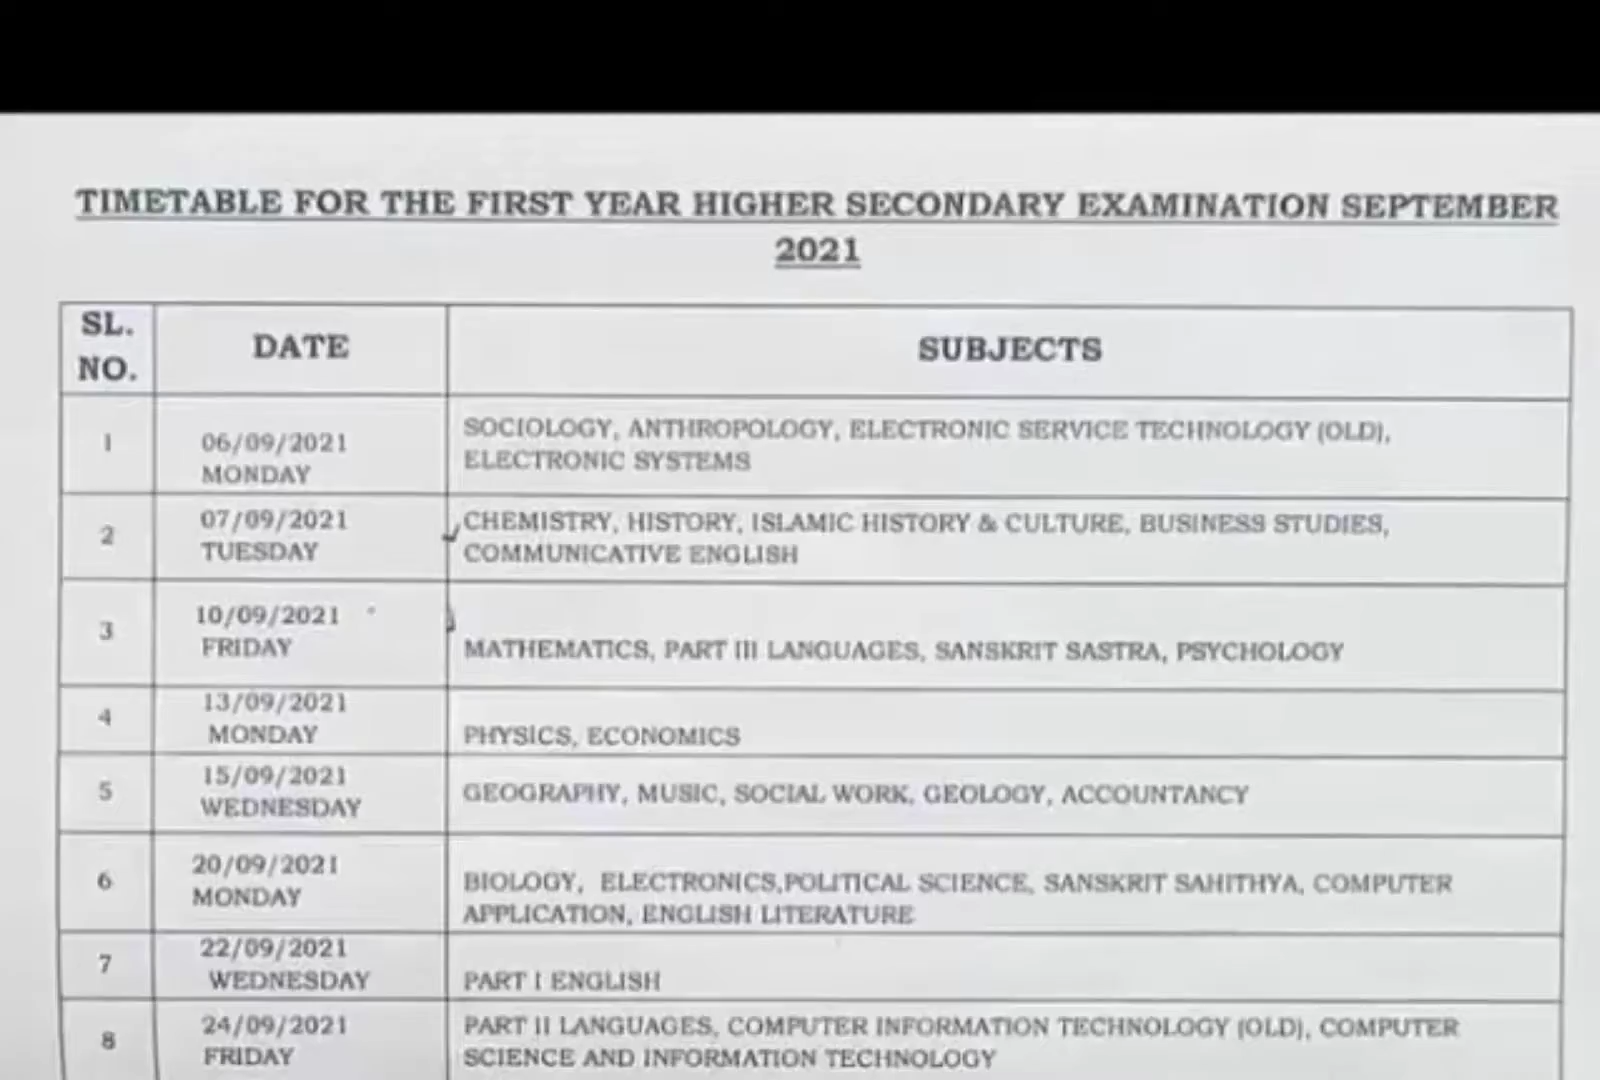 TIMETABLE FOR THE FIRST YEAR HIGHER SECONDARY EXAMINATION SEPTEMBER
2021
SL.
NO.
DATE
SUBJECTS
1
06/09/2021
MONDAY
SOCIOLOGY, ANTHROPOLOGY, ELECTRONIC SERVICE TECHNOLOGY (OLD),
ELECTRONIC SYSTEMS
2
07/09/2021
TUESDAY
CHEMISTRY, HISTORY, ISLAMIC HISTORY & CULTURE, BUSINESS STUDIES,
COMMUNICATIVE ENGLISH
3
10/09/2021
FRIDAY
MATHEMATICS, PART III LANGUAGES, SANSKRIT SASTRA, PSYCHOLOGY
4
13/09/2021
MONDAY
PHYSICS, ECONOMICS
5
15/09/2021
WEDNESDAY
GEOGRAPHY, MUSIC, SOCIAL WORK, GEOLOGY, ACCOUNTANCY
6
20/09/2021
MONDAY
BIOLOGY, ELECTRONICS,POLITICAL SCIENCE, SANSKRIT SAHITHYA, COMPUTER
APPLICATION, ENGLISH LITERATURE
7
22/09/2021
WEDNESDAY
PART I ENGLISH
8
24/09/2021
FRIDAY
PART II LANGUAGES, COMPUTER INFORMATION TECHNOLOGY (OLD), COMPUTER
SCIENCE AND INFORMATION TECHNOLOGY